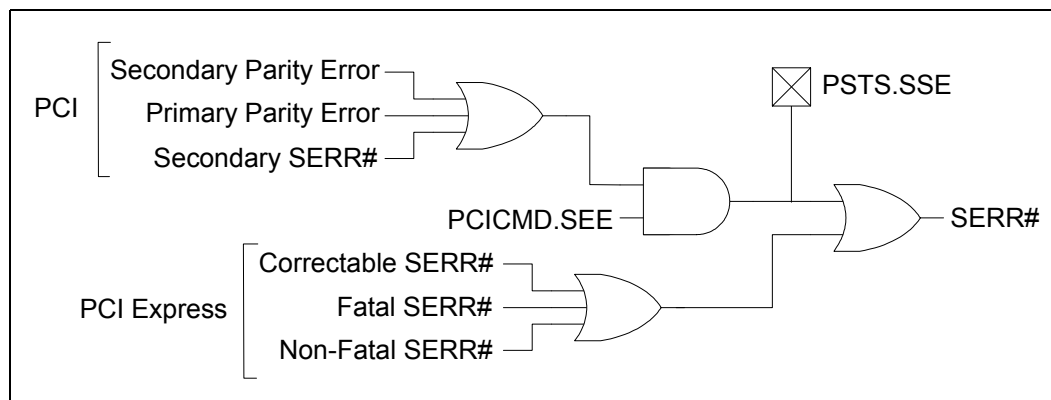 Secondary Parity Error
PSTS.SSE
PCI
Primary Parity Error
Secondary SERR#
PCICMD.SEE
SERR#
Correctable SERR#
PCI Express
Fatal SERR#
Non-Fatal SERR#